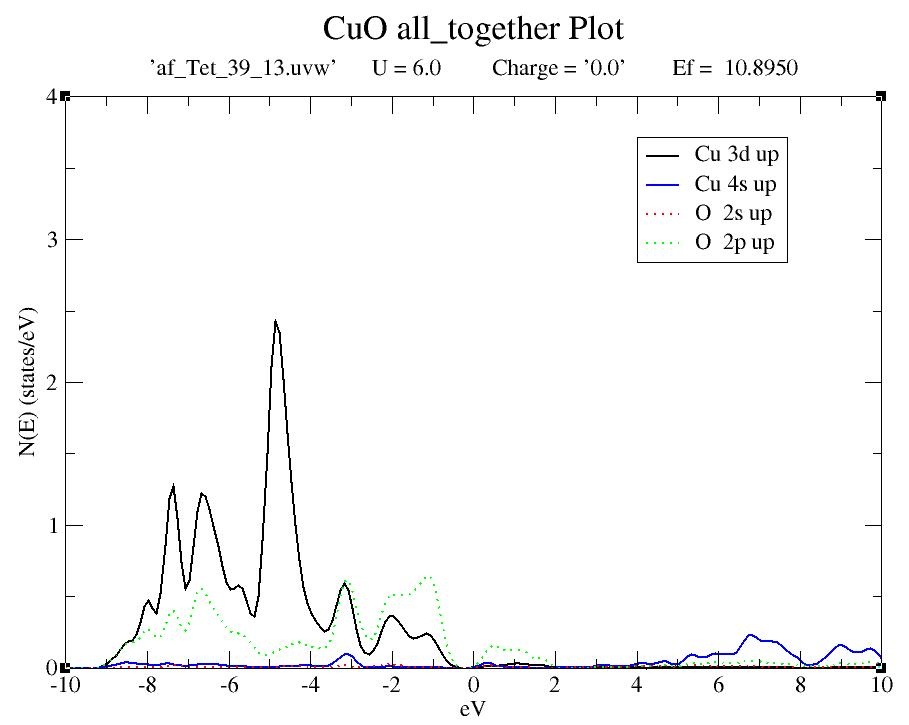 CuO all_together Plot
'af_Tet_39_13.uvw' U = 6.0 Charge = '0.0' Ef = 10.8950
4
3
2
1
0
N(E) (states/eV)
Cu 3d up
Cu 4s up
O 2s up
O 2p up
-10 -8 -6 -4 -2 0 2 4 6 8 10
eV